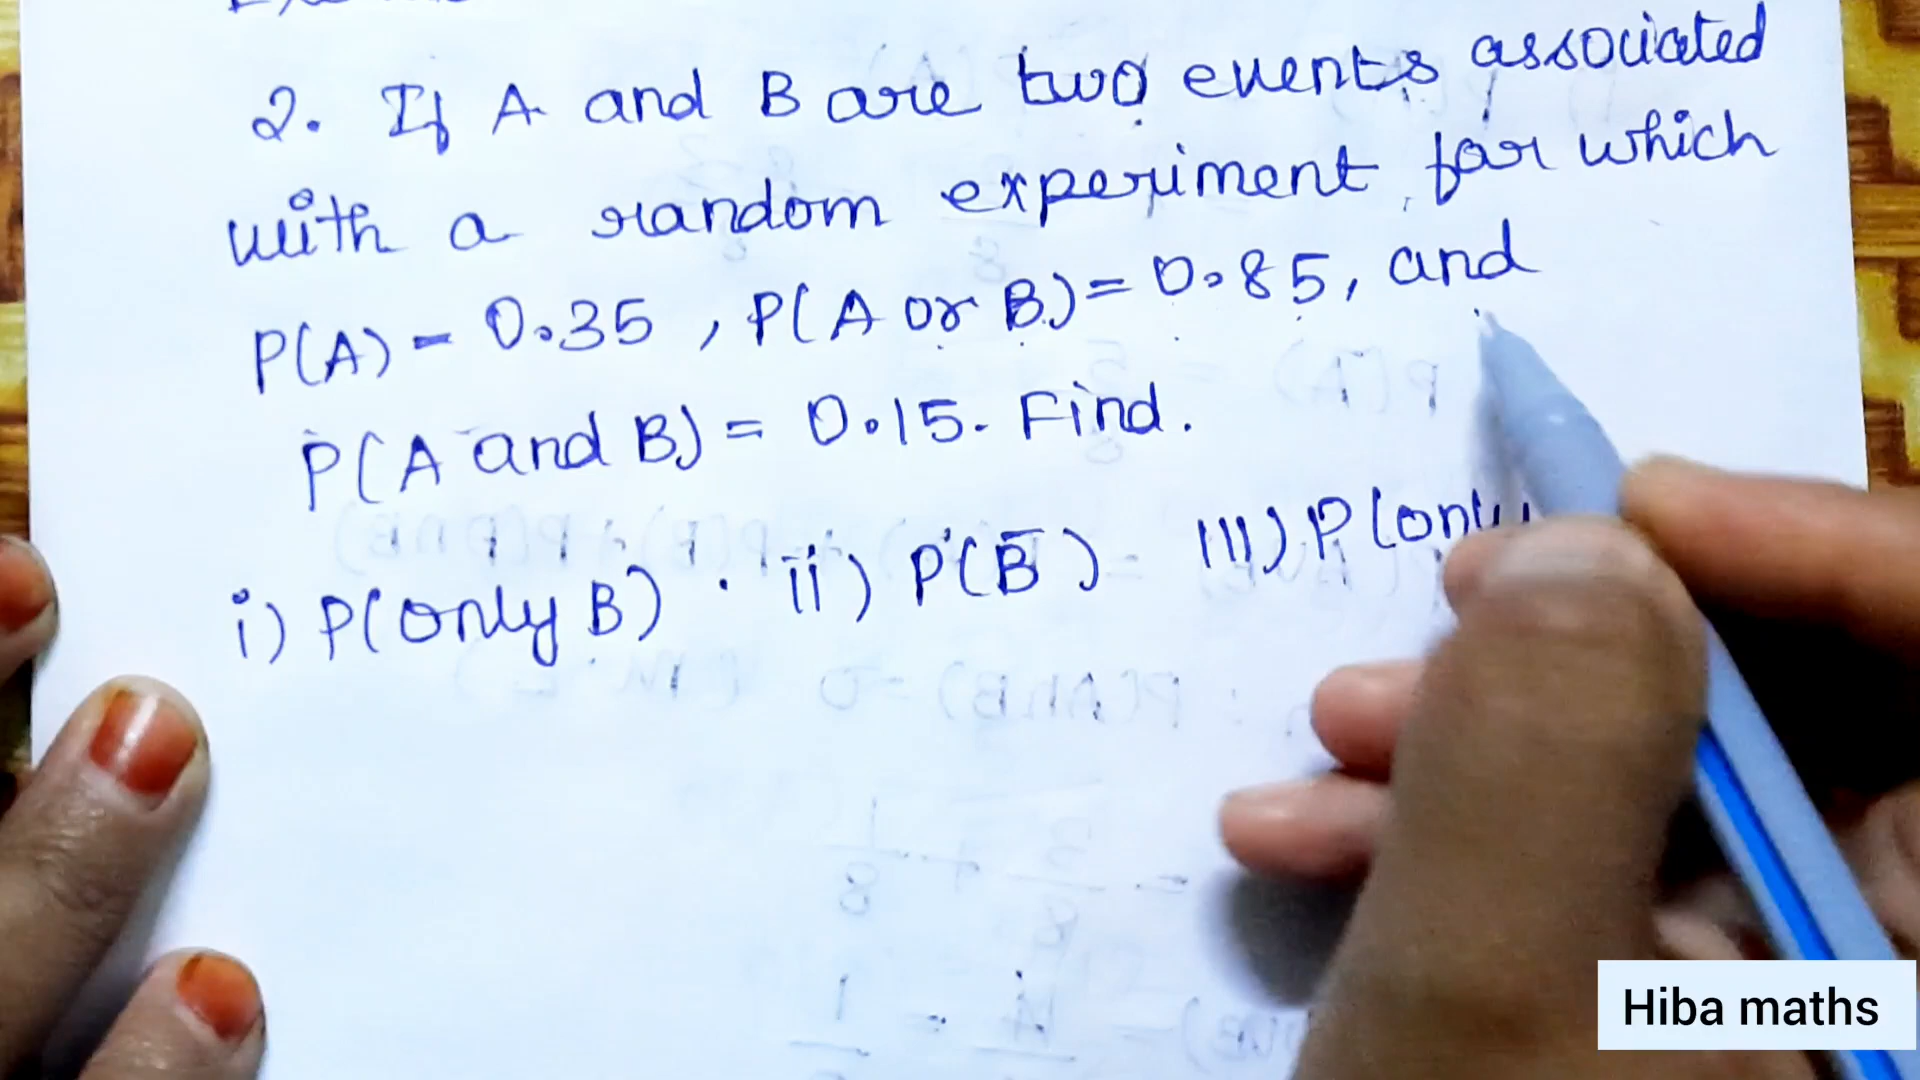 2. If A and B are two events associated
with a random experiment for which
P(A) = 0.35, P(A or B) = 0.85, and
P(A and B) = 0.15. Find.
i) P(only B) . ii) P(B̅) III) P(only
Hiba maths